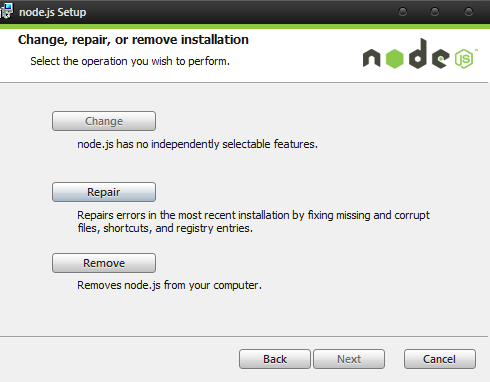 node.js Setup
Change, repair, or remove installation
Select the operation you wish to perform.
node JS
Change
node.js has no independently selectable features.
Repair
Repairs errors in the most recent installation by fixing missing and corrupt
files, shortcuts, and registry entries.
Remove
Removes node.js from your computer.
Back
Next
Cancel